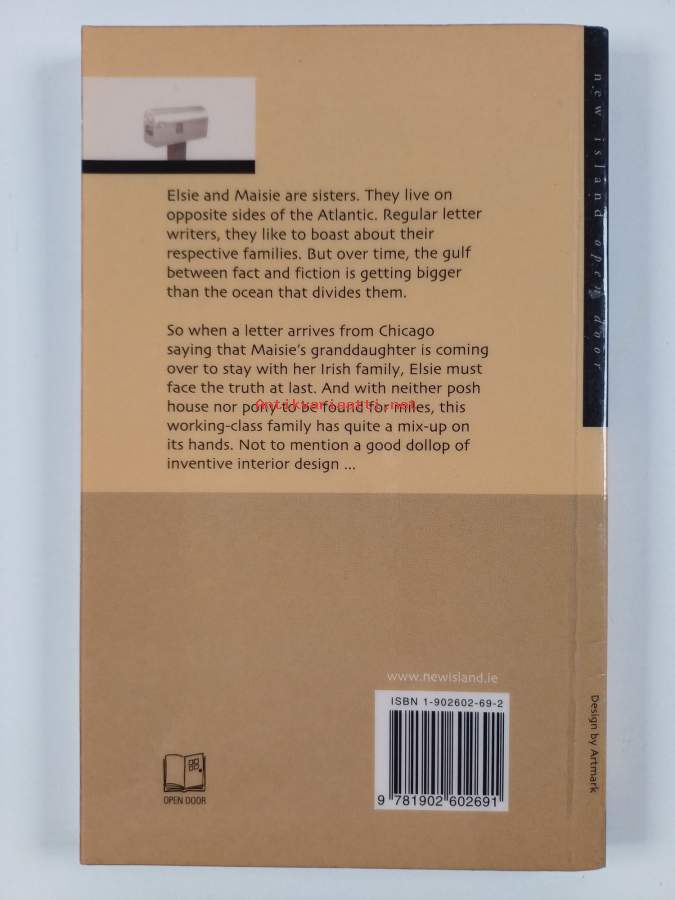 Elsie and Maisie are sisters. They live on
opposite sides of the Atlantic. Regular letter
writers, they like to boast about their
respective families. But over time, the gulf
between fact and fiction is getting bigger
than the ocean that divides them.
So when a letter arrives from Chicago
saying that Maisie's granddaughter is coming
over to stay with her Irish family, Elsie must
face the truth at last. And with neither posh
Antikvariaatti.net
house nor pony to be found for miles, this
working-class family has quite a mix-up on
its hands. Not to mention a good dollop of
inventive interior design ...
www.newisland.ie
ISBN 1-902602-69-2
9 781902 602691
OPEN DOOR
new island open door
Design by Artmark